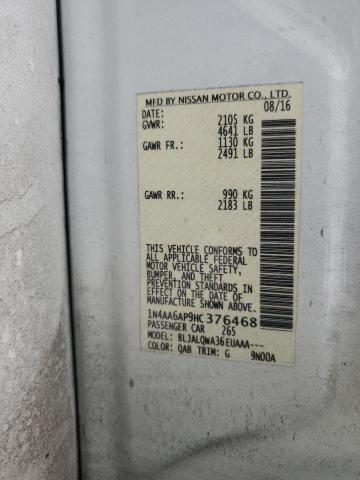 MFD BY NISSAN MOTOR CO., LTD.
DATE: 08/16
GVWR: 2105 KG
4641 LB
GAWR FR.: 1130 KG
2491 LB
GAWR RR.: 990 KG
2183 LB
THIS VEHICLE CONFORMS TO
ALL APPLICABLE FEDERAL
MOTOR VEHICLE SAFETY,
BUMPER, AND THEFT
PREVENTION STANDARDS IN
EFFECT ON THE DATE OF
MANUFACTURE SHOWN ABOVE.
1N4AA6AP9HC376468
PASSENGER CAR 265
MODEL: BLJALQWA36EUAAA---
COLOR: QAB TRIM: G 9N00A